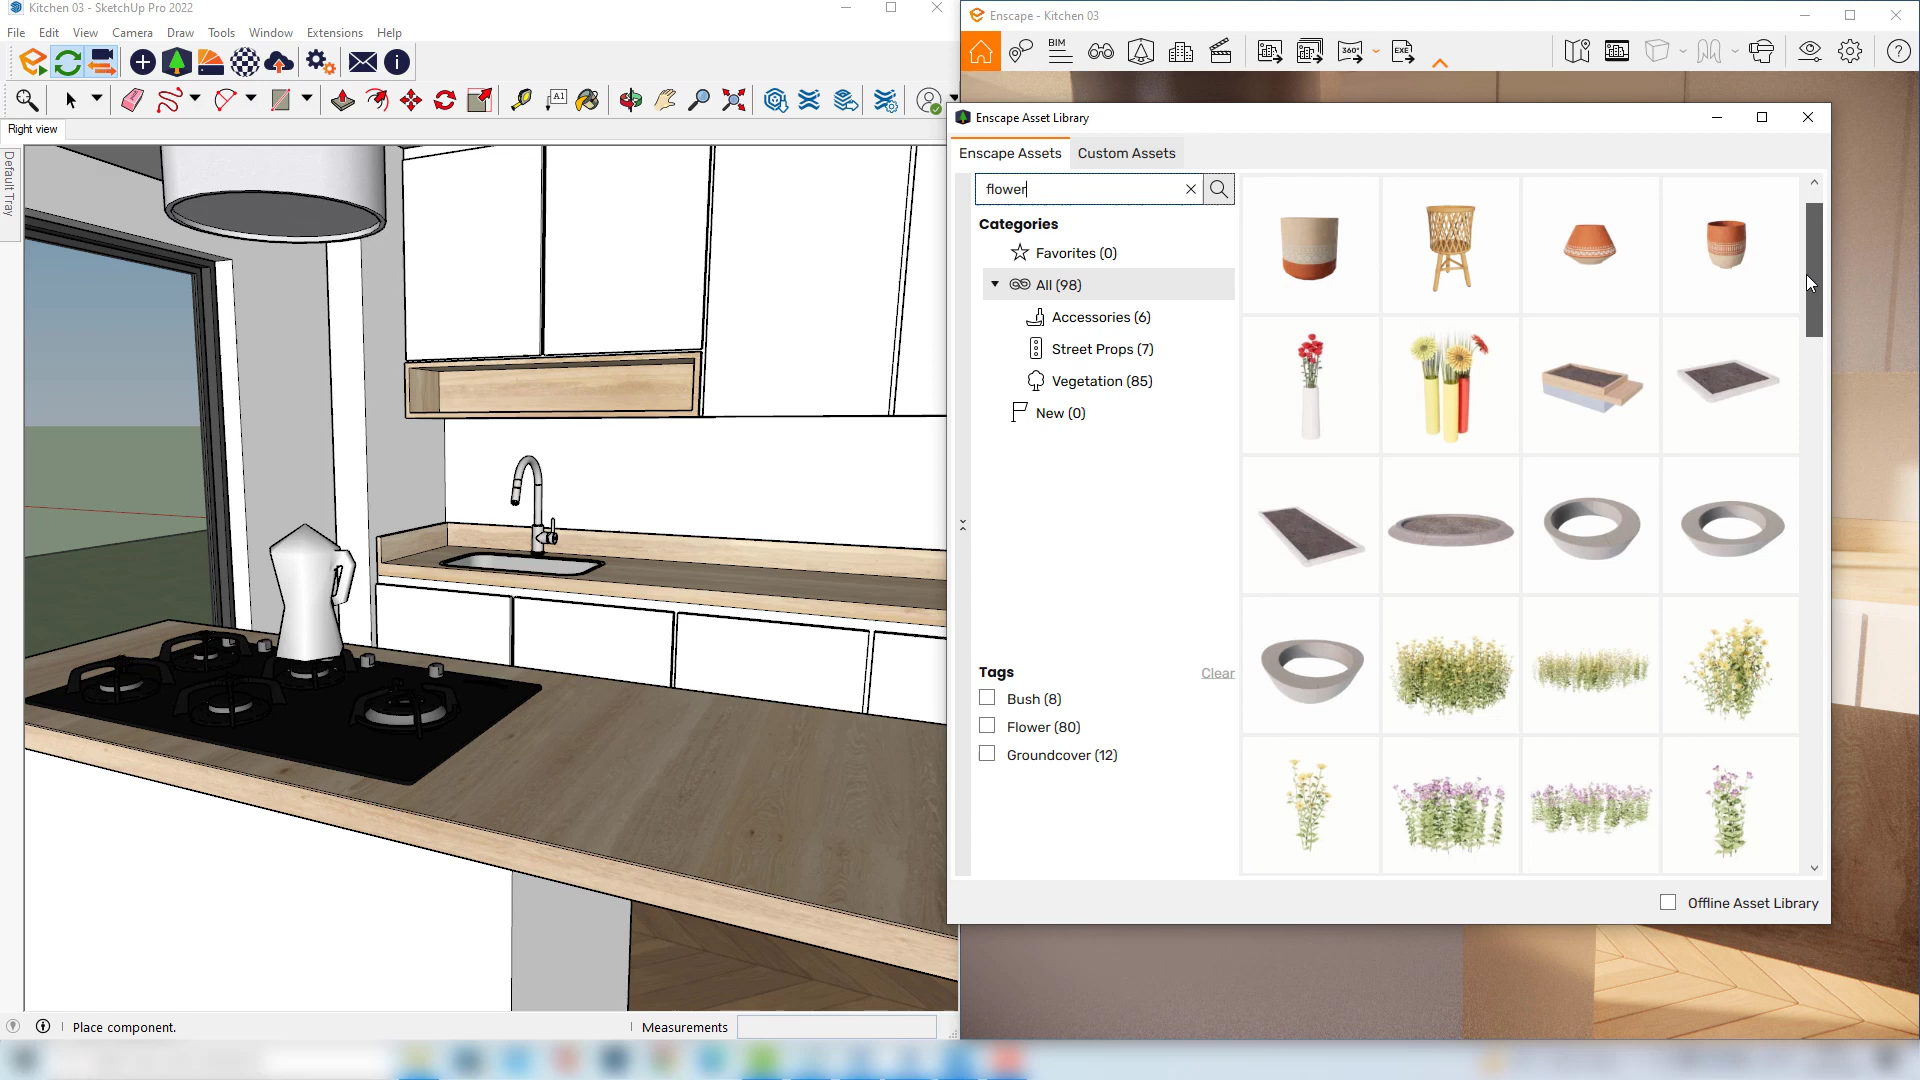 Kitchen 03 - SketchUp Pro 2022
File Edit View Camera Draw Tools Window Extensions Help
A1
Right view
Default Tray
Place component.
Measurements
Enscape - Kitchen 03
BIM
360°
EXE
Enscape Asset Library
Enscape Assets Custom Assets
flower
Categories
Favorites (0)
All (98)
Accessories (6)
Street Props (7)
Vegetation (85)
New (0)
Tags Clear
Bush (8)
Flower (80)
Groundcover (12)
Offline Asset Library